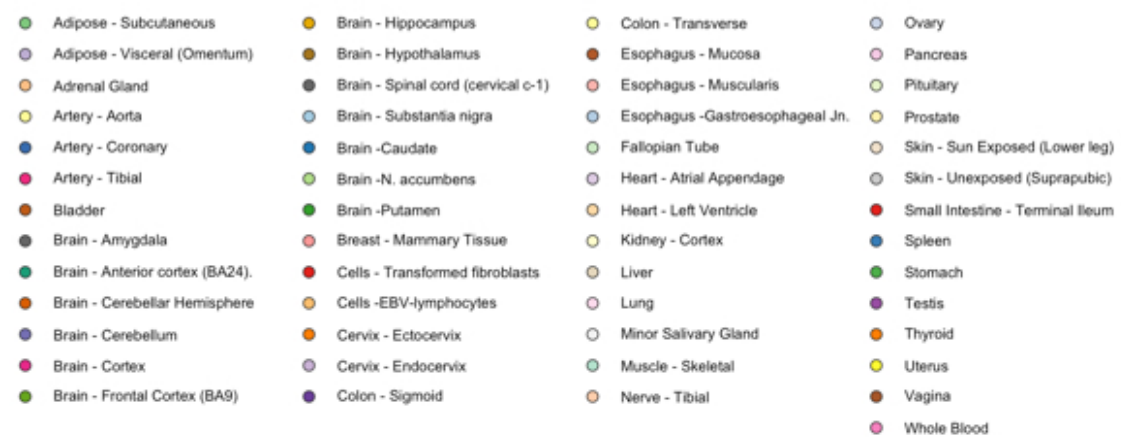 Adipose - Subcutaneous
Adipose - Visceral (Omentum)
Adrenal Gland
Artery - Aorta
Artery - Coronary
Artery - Tibial
Bladder
Brain - Amygdala
Brain - Anterior cortex (BA24).
Brain - Cerebellar Hemisphere
Brain - Cerebellum
Brain - Cortex
Brain - Frontal Cortex (BA9)
Brain - Hippocampus
Brain - Hypothalamus
Brain - Spinal cord (cervical c-1)
Brain - Substantia nigra
Brain -Caudate
Brain -N. accumbens
Brain -Putamen
Breast - Mammary Tissue
Cells - Transformed fibroblasts
Cells -EBV-lymphocytes
Cervix - Ectocervix
Cervix - Endocervix
Colon - Sigmoid
Colon - Transverse
Esophagus - Mucosa
Esophagus - Muscularis
Esophagus -Gastroesophageal Jn.
Fallopian Tube
Heart - Atrial Appendage
Heart - Left Ventricle
Kidney - Cortex
Liver
Lung
Minor Salivary Gland
Muscle - Skeletal
Nerve - Tibial
Ovary
Pancreas
Pituitary
Prostate
Skin - Sun Exposed (Lower leg)
Skin - Unexposed (Suprapubic)
Small Intestine - Terminal Ileum
Spleen
Stomach
Testis
Thyroid
Uterus
Vagina
Whole Blood